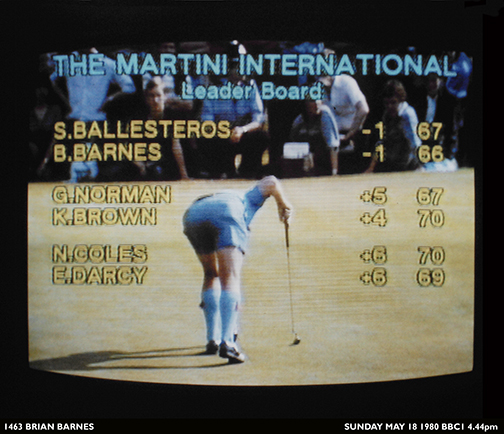 THE MARTINI INTERNATIONAL
Leader Board
S.BALLESTEROS -1 67
B.BARNES -1 66
G.NORMAN +5 67
K.BROWN +4 70
N.COLES +6 70
E.DARCY +6 69
1463 BRIAN BARNES SUNDAY MAY 18 1980 BBC1 4.44pm